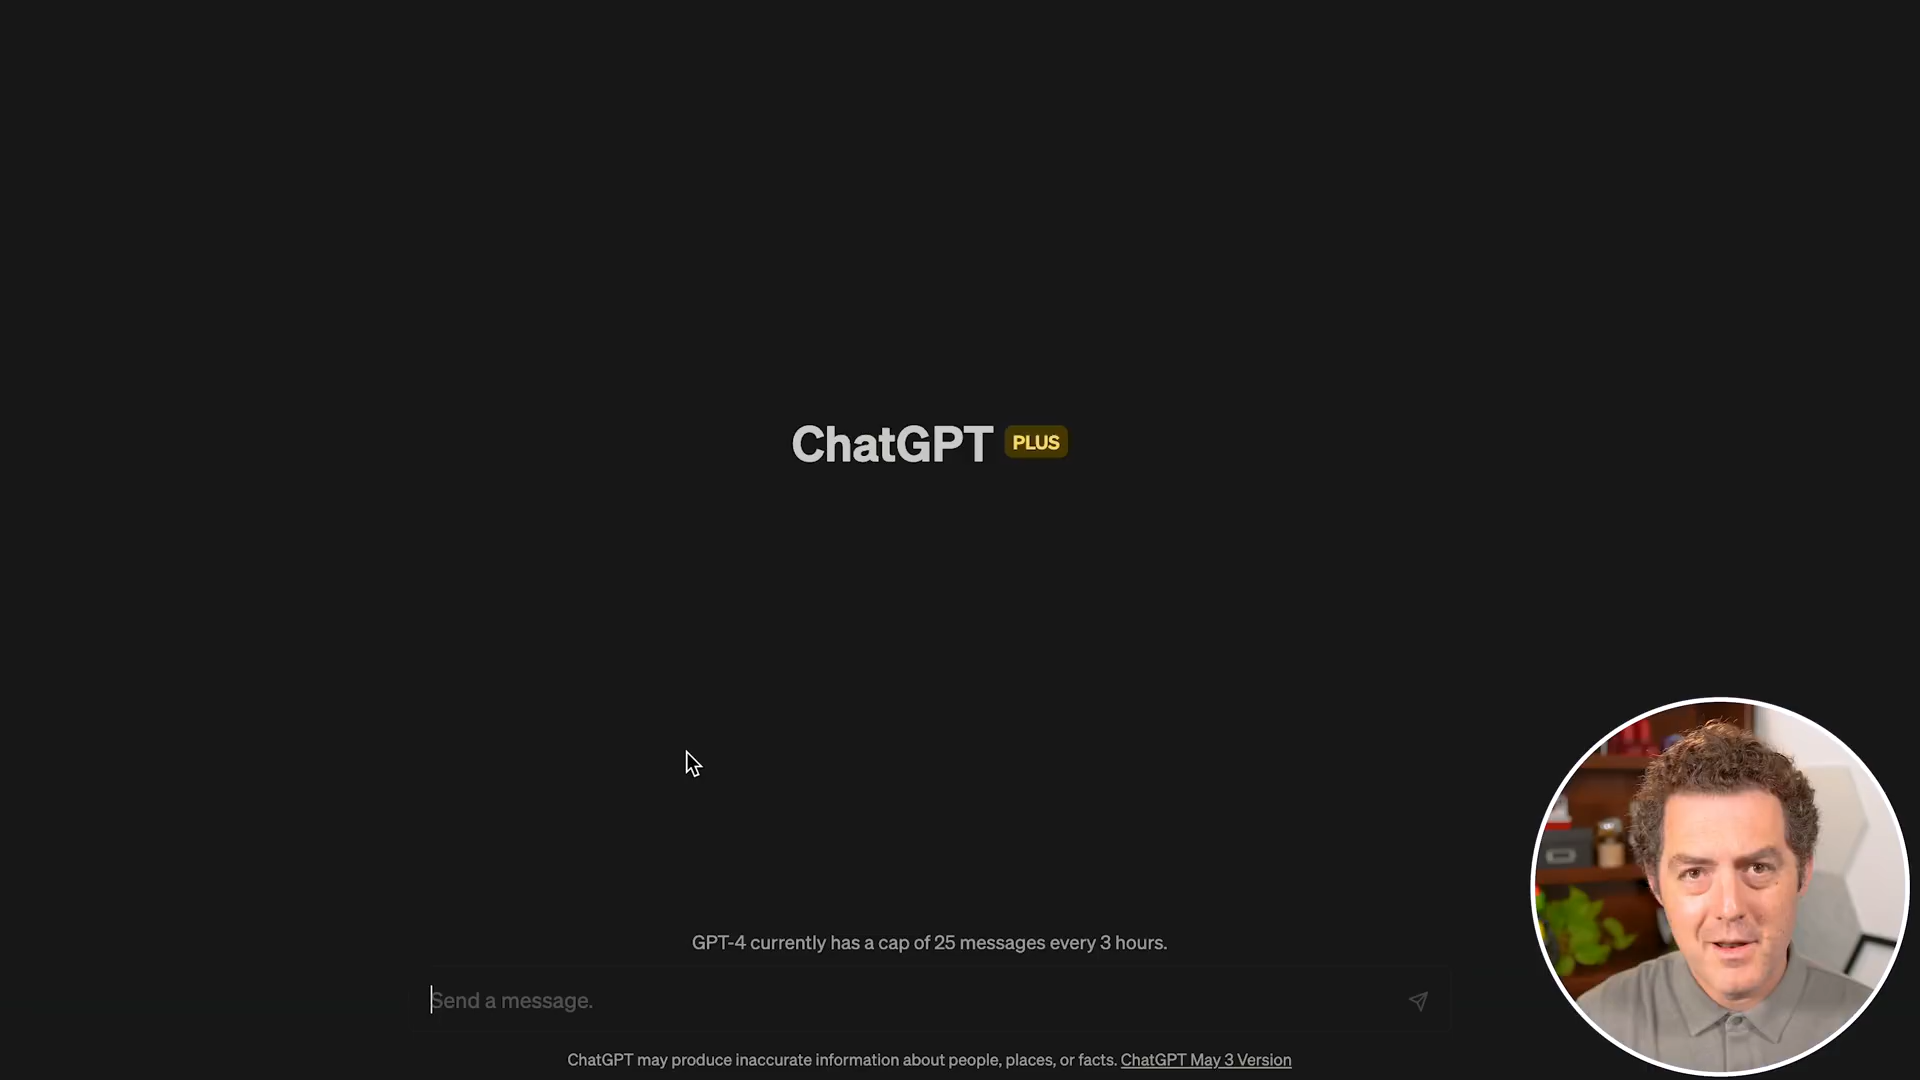 ChatGPT PLUS
GPT-4 currently has a cap of 25 messages every 3 hours.
Send a message.
ChatGPT may produce inaccurate information about people, places, or facts. ChatGPT May 3 Version